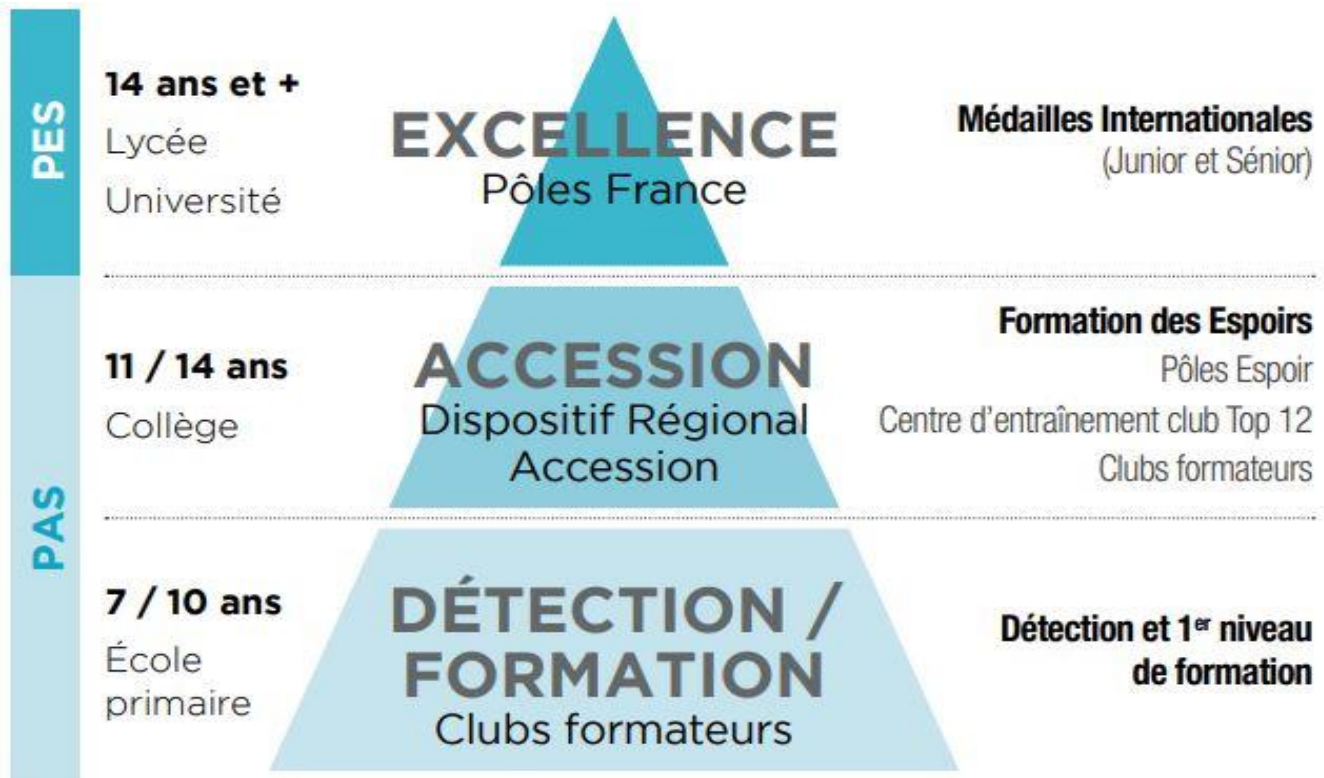 PES
14 ans et +
Lycée
Université
EXCELLENCE
Pôles France
Médailles Internationales
(Junior et Sénior)
PAS
11 / 14 ans
Collège
ACCESSION
Dispositif Régional
Accession
Formation des Espoirs
Pôles Espoir
Centre d'entraînement club Top 12
Clubs formateurs
7 / 10 ans
École
primaire
DÉTECTION /
FORMATION
Clubs formateurs
Détection et 1er niveau
de formation